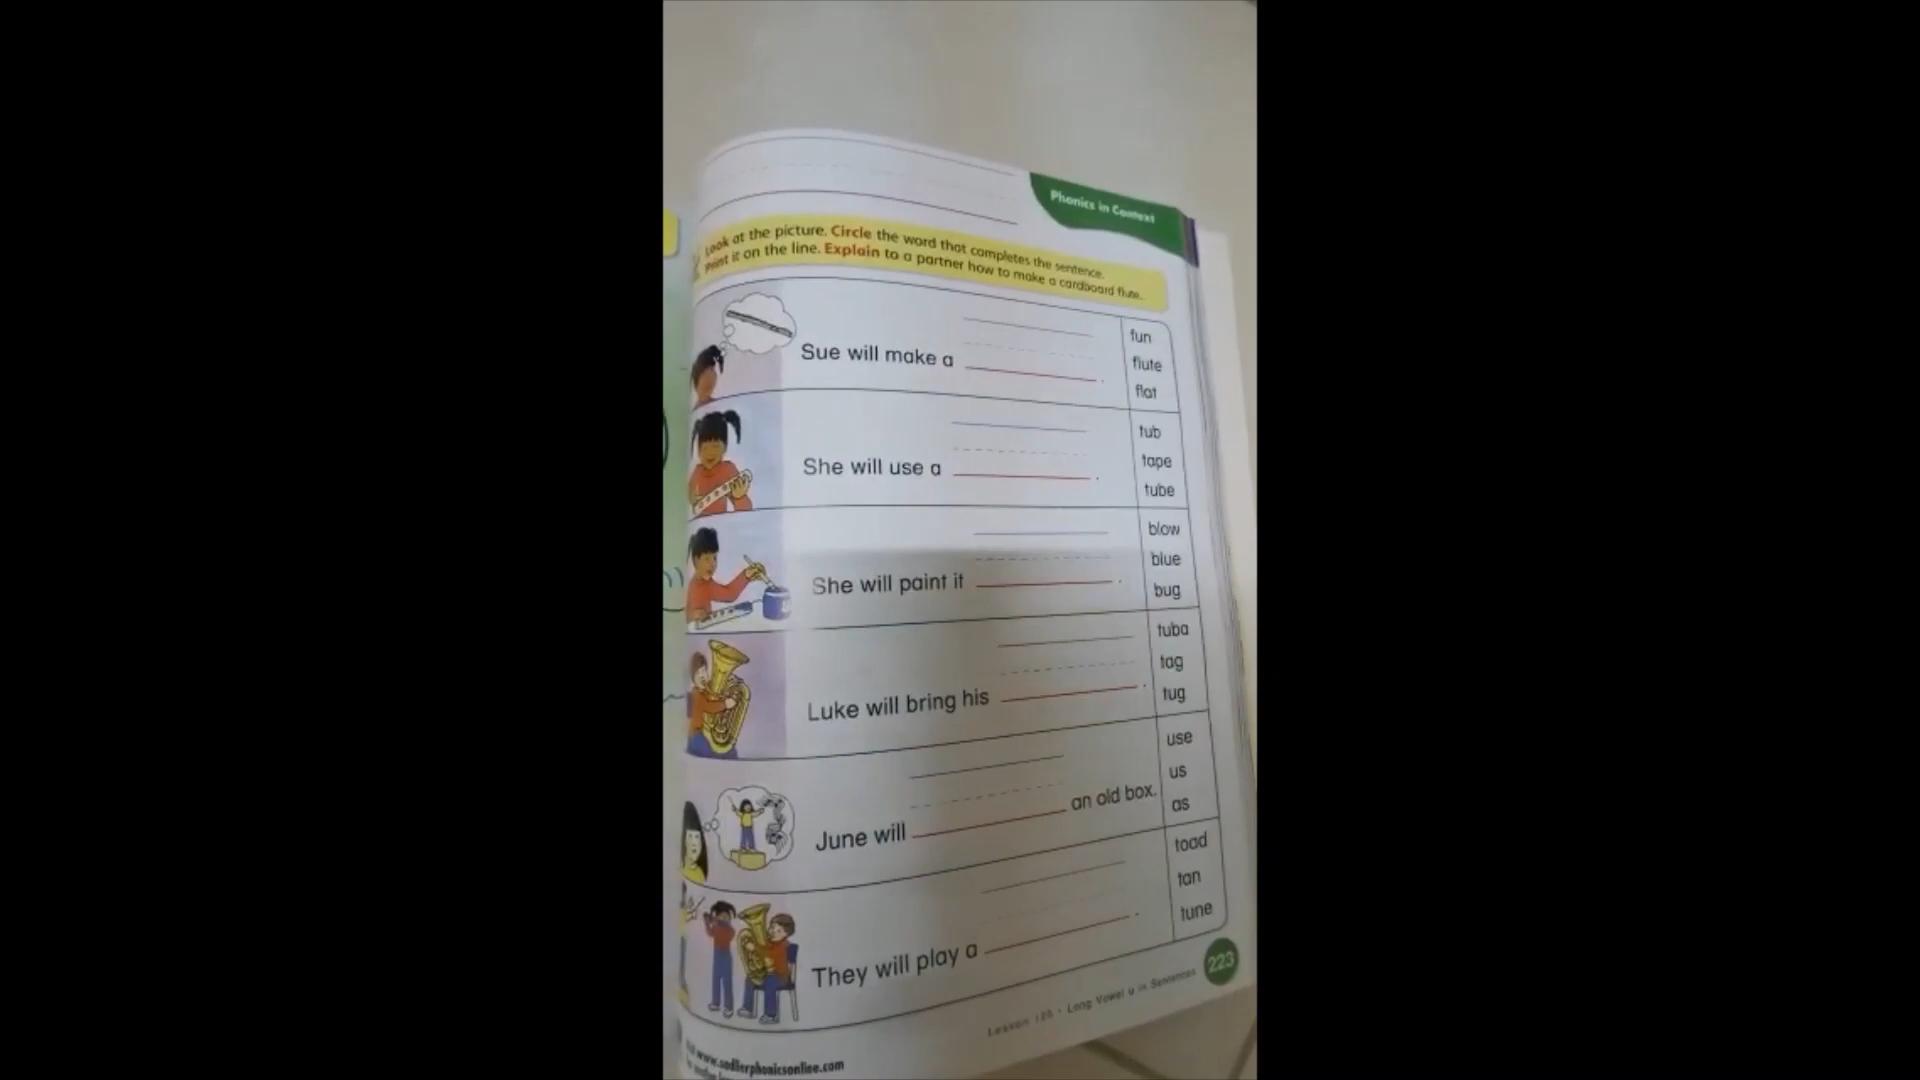 Phonics in Context
Look at the picture. Circle the word that completes the sentence.
Print it on the line. Explain to a partner how to make a cardboard flute.
Sue will make a .
fun
flute
flat
She will use a .
tub
tape
tube
She will paint it .
blow
blue
bug
Luke will bring his .
tuba
tag
tug
June will an old box.
use
us
as
They will play a .
toad
tan
tune
Long Vowel u in Sentences
223
www.sadlierphonicsonline.com